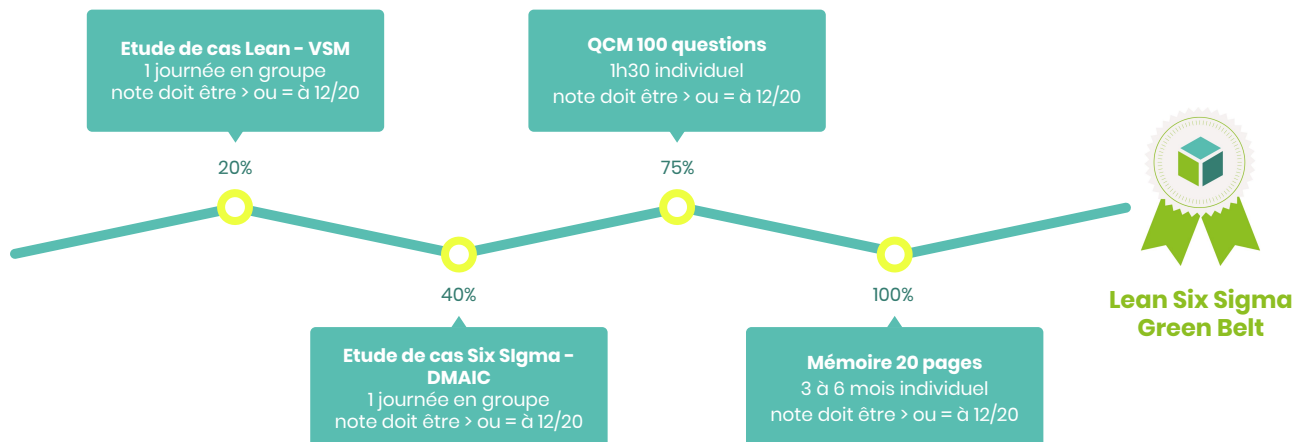 Etude de cas Lean - VSM
1 journée en groupe
note doit être > ou = à 12/20
20%
Etude de cas Six SIgma -
DMAIC
1 journée en groupe
note doit être > ou = à 12/20
40%
QCM 100 questions
1h30 individuel
note doit être > ou = à 12/20
75%
Mémoire 20 pages
3 à 6 mois individuel
note doit être > ou = à 12/20
100%
Lean Six Sigma
Green Belt